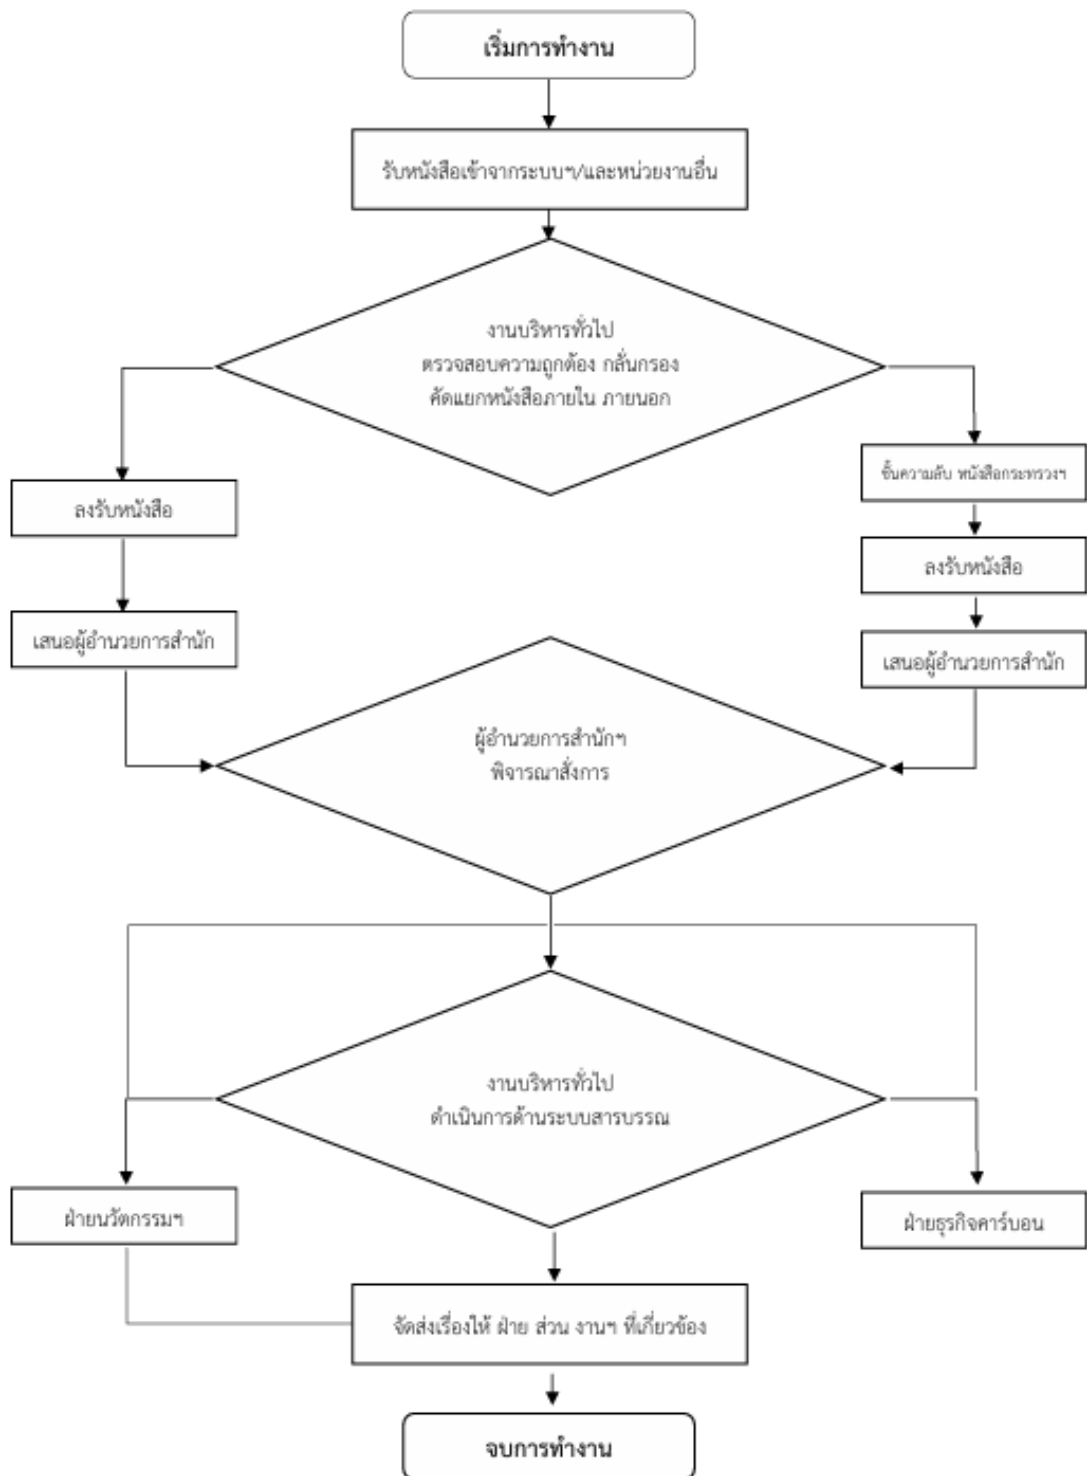 เริ่มการทำงาน
รับหนังสือเข้าจากระบบฯ/และหน่วยงานอื่น
งานบริหารทั่วไป
ตรวจสอบความถูกต้อง กลั่นกรอง
คัดแยกหนังสือภายใน ภายนอก
ลงรับหนังสือ
เสนอผู้อำนวยการสำนัก
ชั้นความลับ หนังสือกระทรวงฯ
ลงรับหนังสือ
เสนอผู้อำนวยการสำนัก
ผู้อำนวยการสำนักฯ
พิจารณาสั่งการ
งานบริหารทั่วไป
ดำเนินการด้านระบบสารบรรณ
ฝ่ายนวัตกรรมฯ
ฝ่ายธุรกิจคาร์บอน
จัดส่งเรื่องให้ ฝ่าย ส่วน งานฯ ที่เกี่ยวข้อง
จบการทำงาน